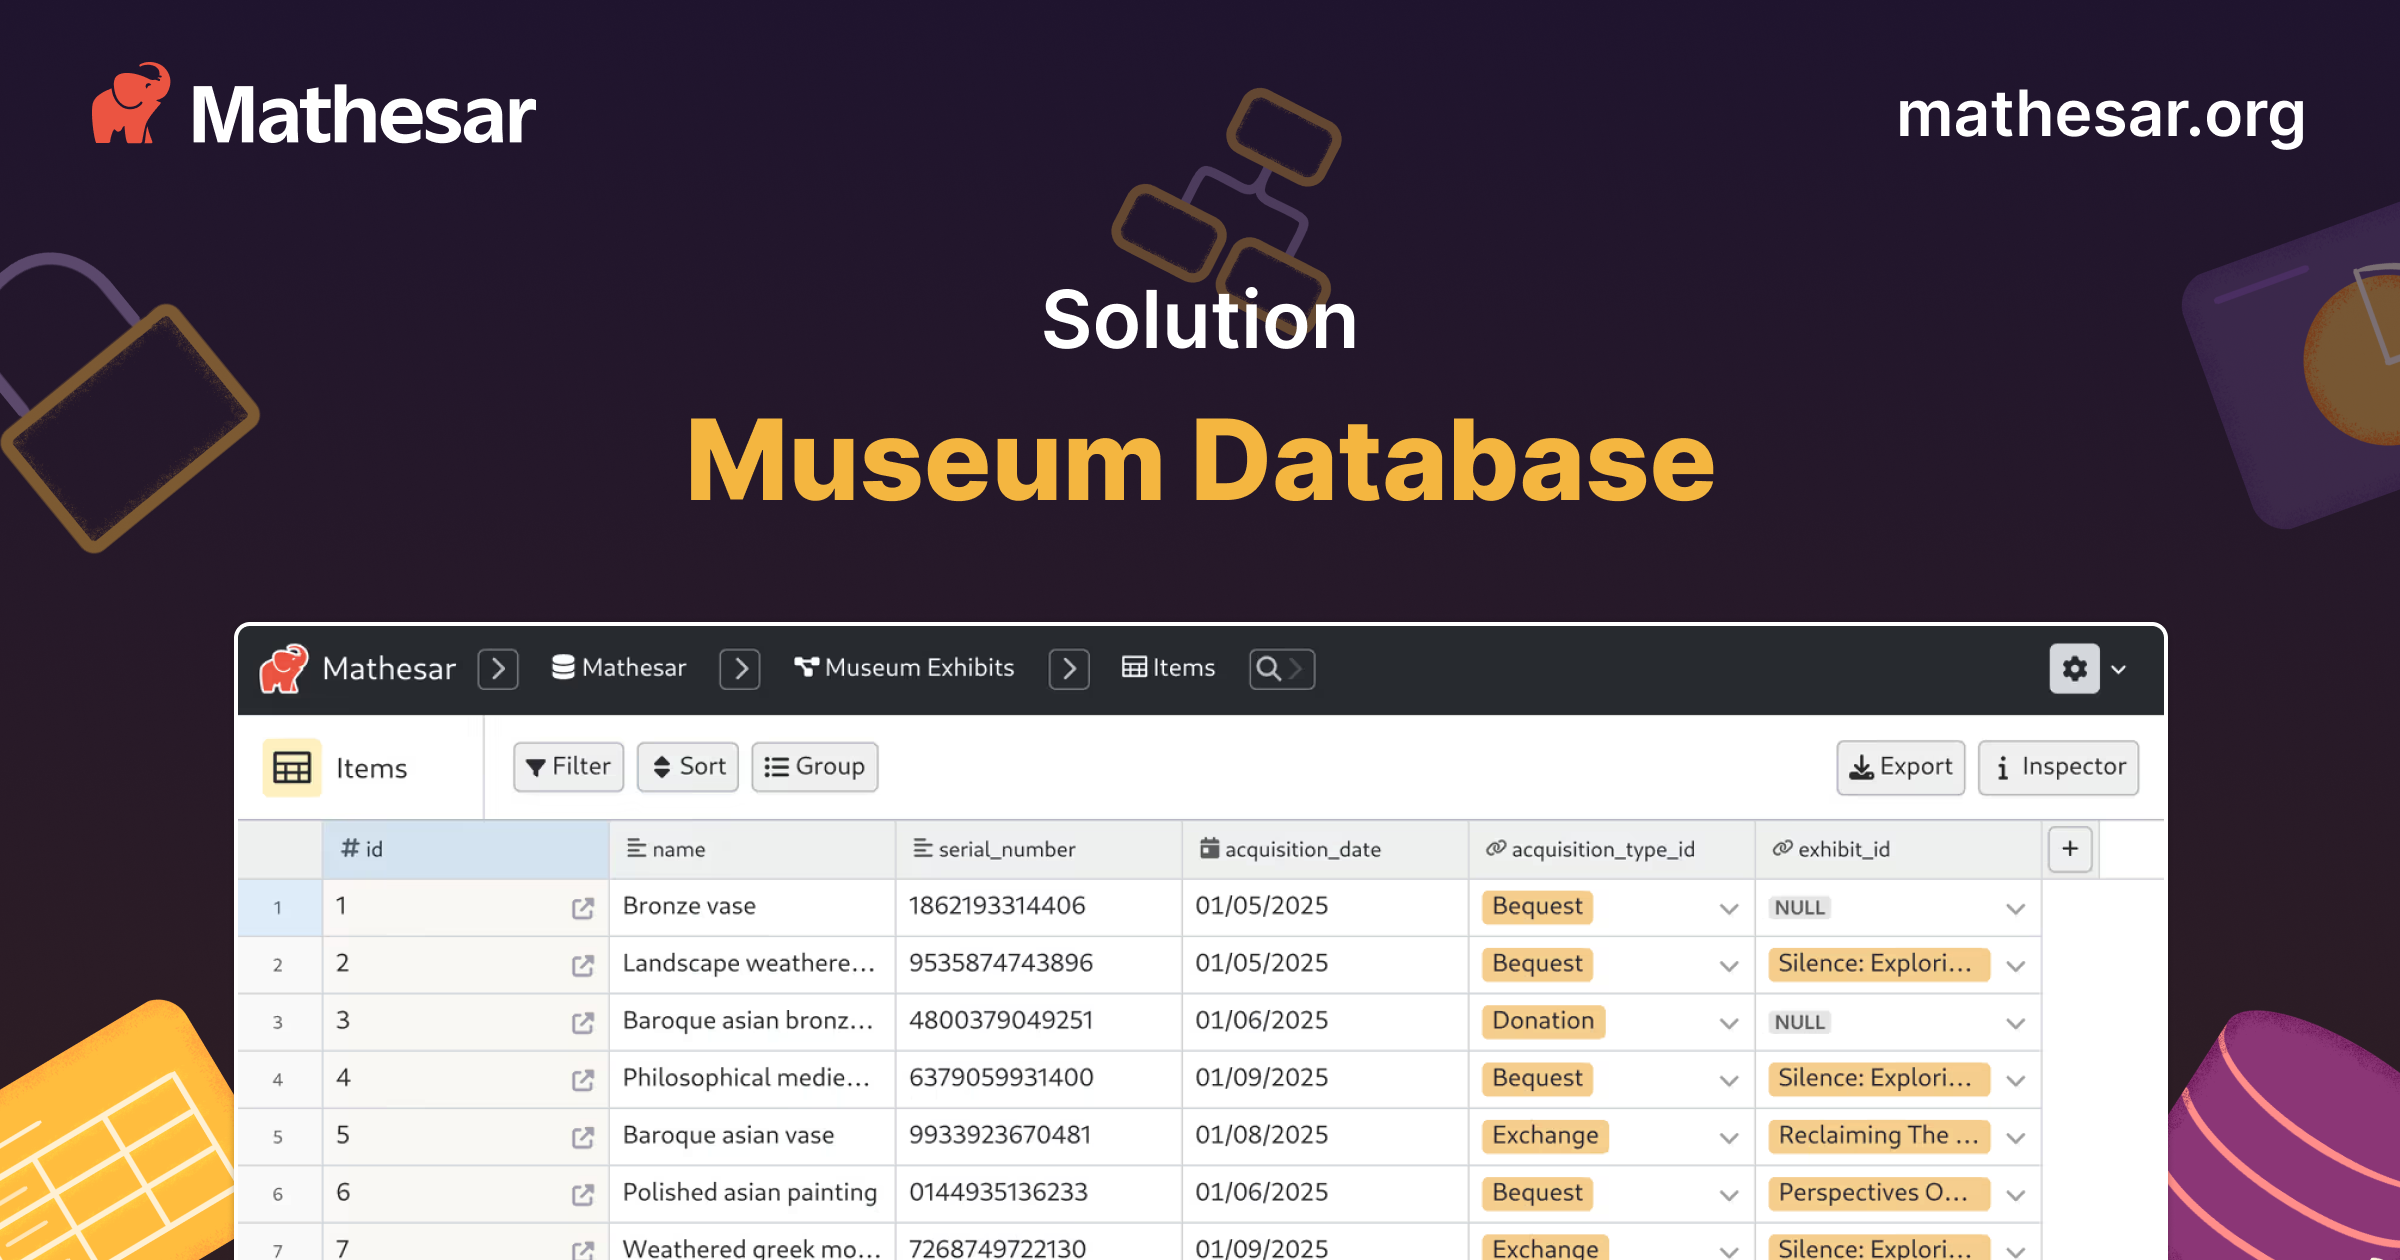 Mathesar
mathesar.org
Solution
Museum Database
Mathesar Mathesar Museum Exhibits Items
Items Filter Sort Group Export Inspector
# id name serial_number acquisition_date acquisition_type_id exhibit_id +
1 1 Bronze vase 1862193314406 01/05/2025 Bequest NULL
2 2 Landscape weathere... 9535874743896 01/05/2025 Bequest Silence: Explori...
3 3 Baroque asian bronz... 4800379049251 01/06/2025 Donation NULL
4 4 Philosophical medie... 6379059931400 01/09/2025 Bequest Silence: Explori...
5 5 Baroque asian vase 9933923670481 01/08/2025 Exchange Reclaiming The ...
6 6 Polished asian painting 0144935136233 01/06/2025 Bequest Perspectives O...
7 7 Weathered greek mo... 7268749722130 01/09/2025 Exchange Silence: Explori...